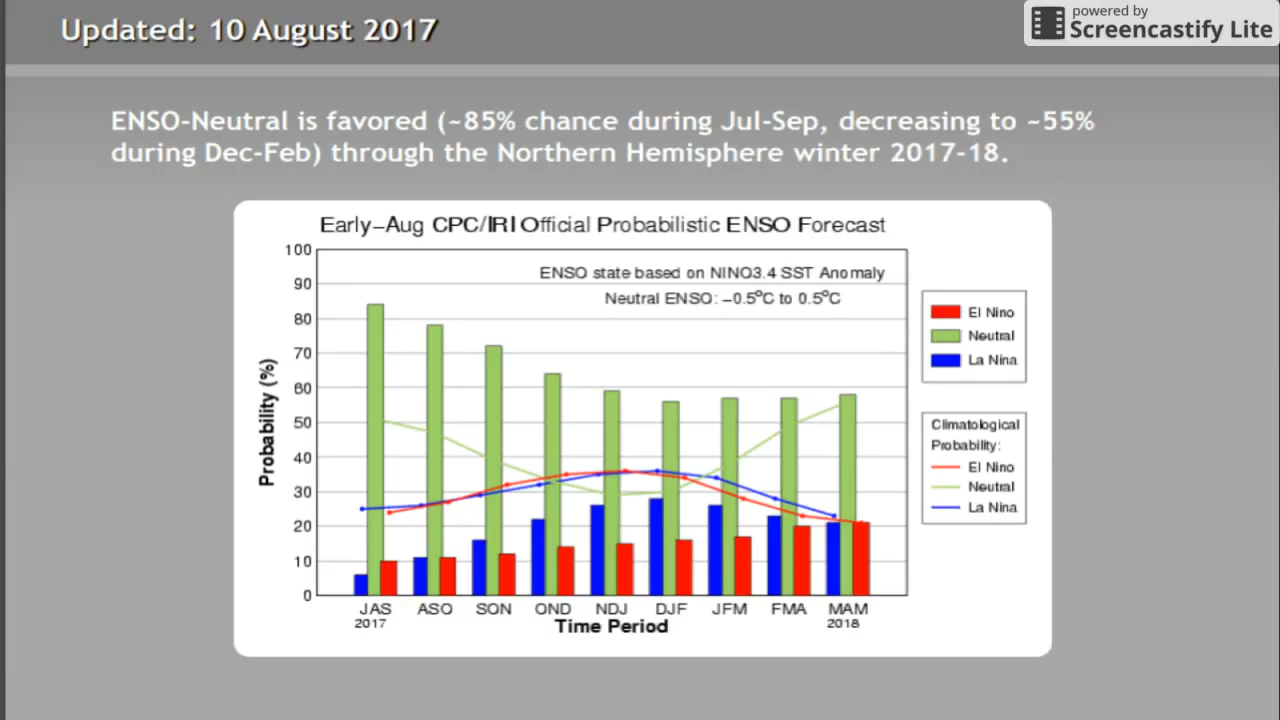 Updated: 10 August 2017
powered by
Screencastify Lite
ENSO-Neutral is favored (~85% chance during Jul-Sep, decreasing to ~55%
during Dec-Feb) through the Northern Hemisphere winter 2017-18.
Early-Aug CPC/IRI Official Probabilistic ENSO Forecast
ENSO state based on NINO3.4 SST Anomaly
Neutral ENSO: -0.5°C to 0.5°C
Probability (%)
100
90
80
70
60
50
40
30
20
10
0
JAS ASO SON OND NDJ DJF JFM FMA MAM
2017 2018
Time Period
El Nino
Neutral
La Nina
Climatological
Probability:
El Nino
Neutral
La Nina